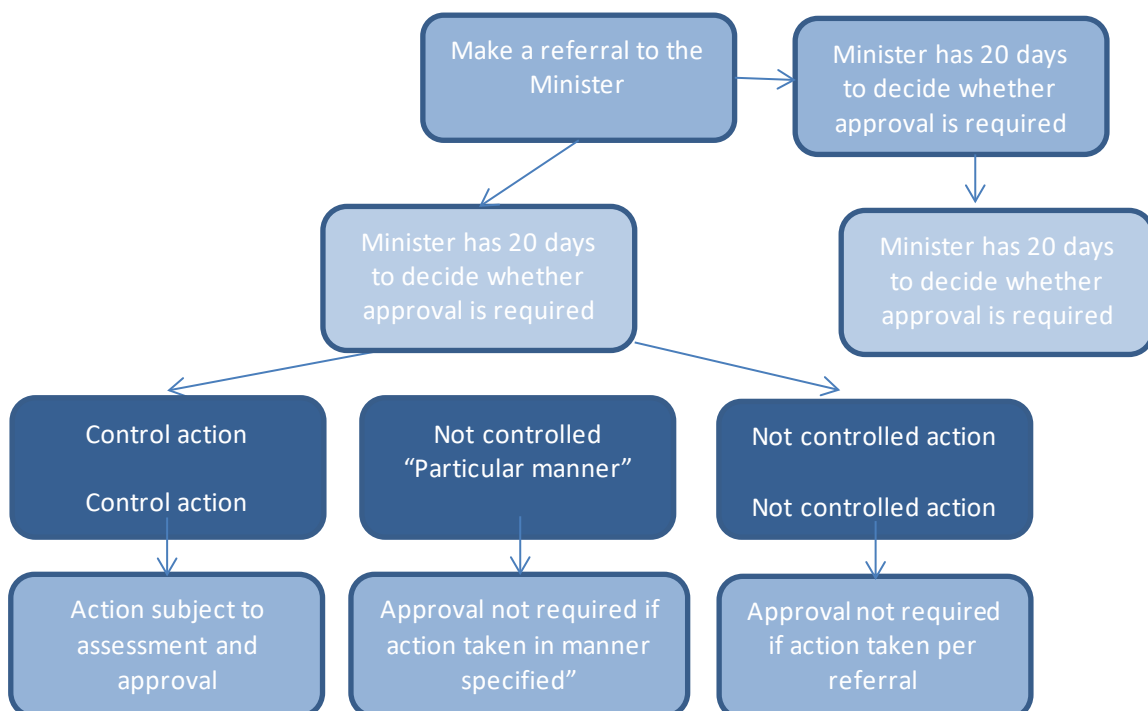 Make a referral to the
Minister
Minister has 20 days
to decide whether
approval is required
Minister has 20 days
to decide whether
approval is required
Minister has 20 days
to decide whether
approval is required
Control action
Control action
Not controlled
“Particular manner”
Not controlled action
Not controlled action
Action subject to
assessment and
approval
Approval not required if
action taken in manner
specified”
Approval not required
if action taken per
referral